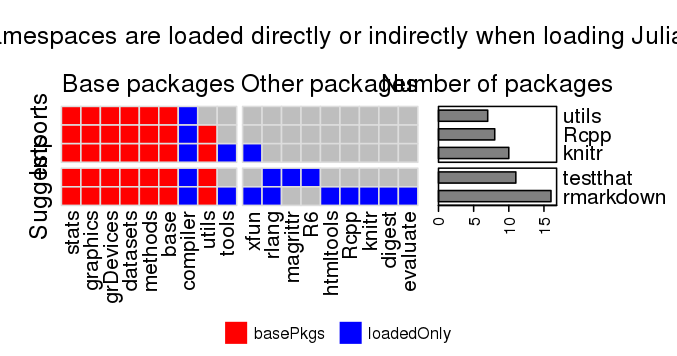 amespaces are loaded directly or indirectly when loading Julia
Base packages
Other packages
Number of packages
Imports
Suggests
utils
Rcpp
knitr
testthat
rmarkdown
0
5
10
15
stats
graphics
grDevices
datasets
methods
base
compiler
utils
tools
xfun
rlang
magrittr
R6
htmltools
Rcpp
knitr
digest
evaluate
basePkgs
loadedOnly